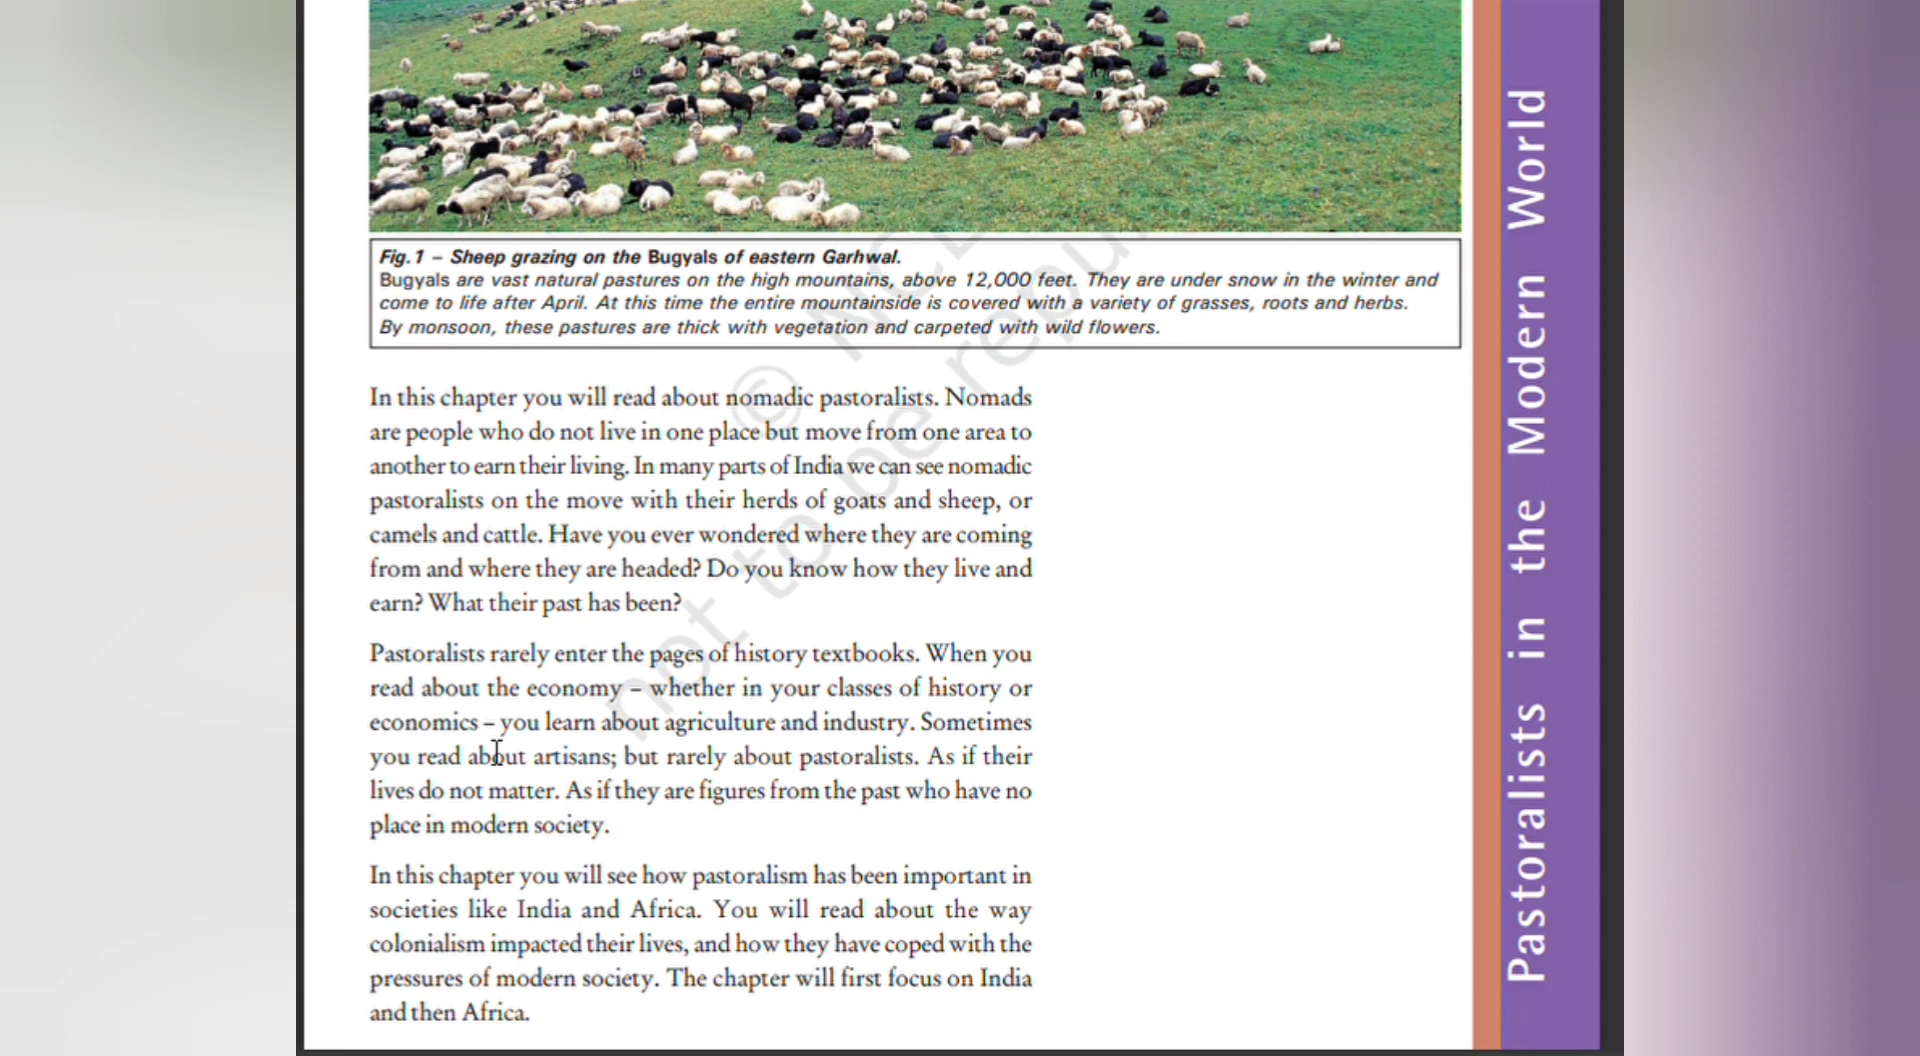 Fig.1 – Sheep grazing on the Bugyals of eastern Garhwal.
Bugyals are vast natural pastures on the high mountains, above 12,000 feet. They are under snow in the winter and
come to life after April. At this time the entire mountainside is covered with a variety of grasses, roots and herbs.
By monsoon, these pastures are thick with vegetation and carpeted with wild flowers.
In this chapter you will read about nomadic pastoralists. Nomads
are people who do not live in one place but move from one area to
another to earn their living. In many parts of India we can see nomadic
pastoralists on the move with their herds of goats and sheep, or
camels and cattle. Have you ever wondered where they are coming
from and where they are headed? Do you know how they live and
earn? What their past has been?
Pastoralists rarely enter the pages of history textbooks. When you
read about the economy – whether in your classes of history or
economics – you learn about agriculture and industry. Sometimes
you read about artisans; but rarely about pastoralists. As if their
lives do not matter. As if they are figures from the past who have no
place in modern society.
In this chapter you will see how pastoralism has been important in
societies like India and Africa. You will read about the way
colonialism impacted their lives, and how they have coped with the
pressures of modern society. The chapter will first focus on India
and then Africa.
Pastoralists in the Modern World
© NCE
not to be repu